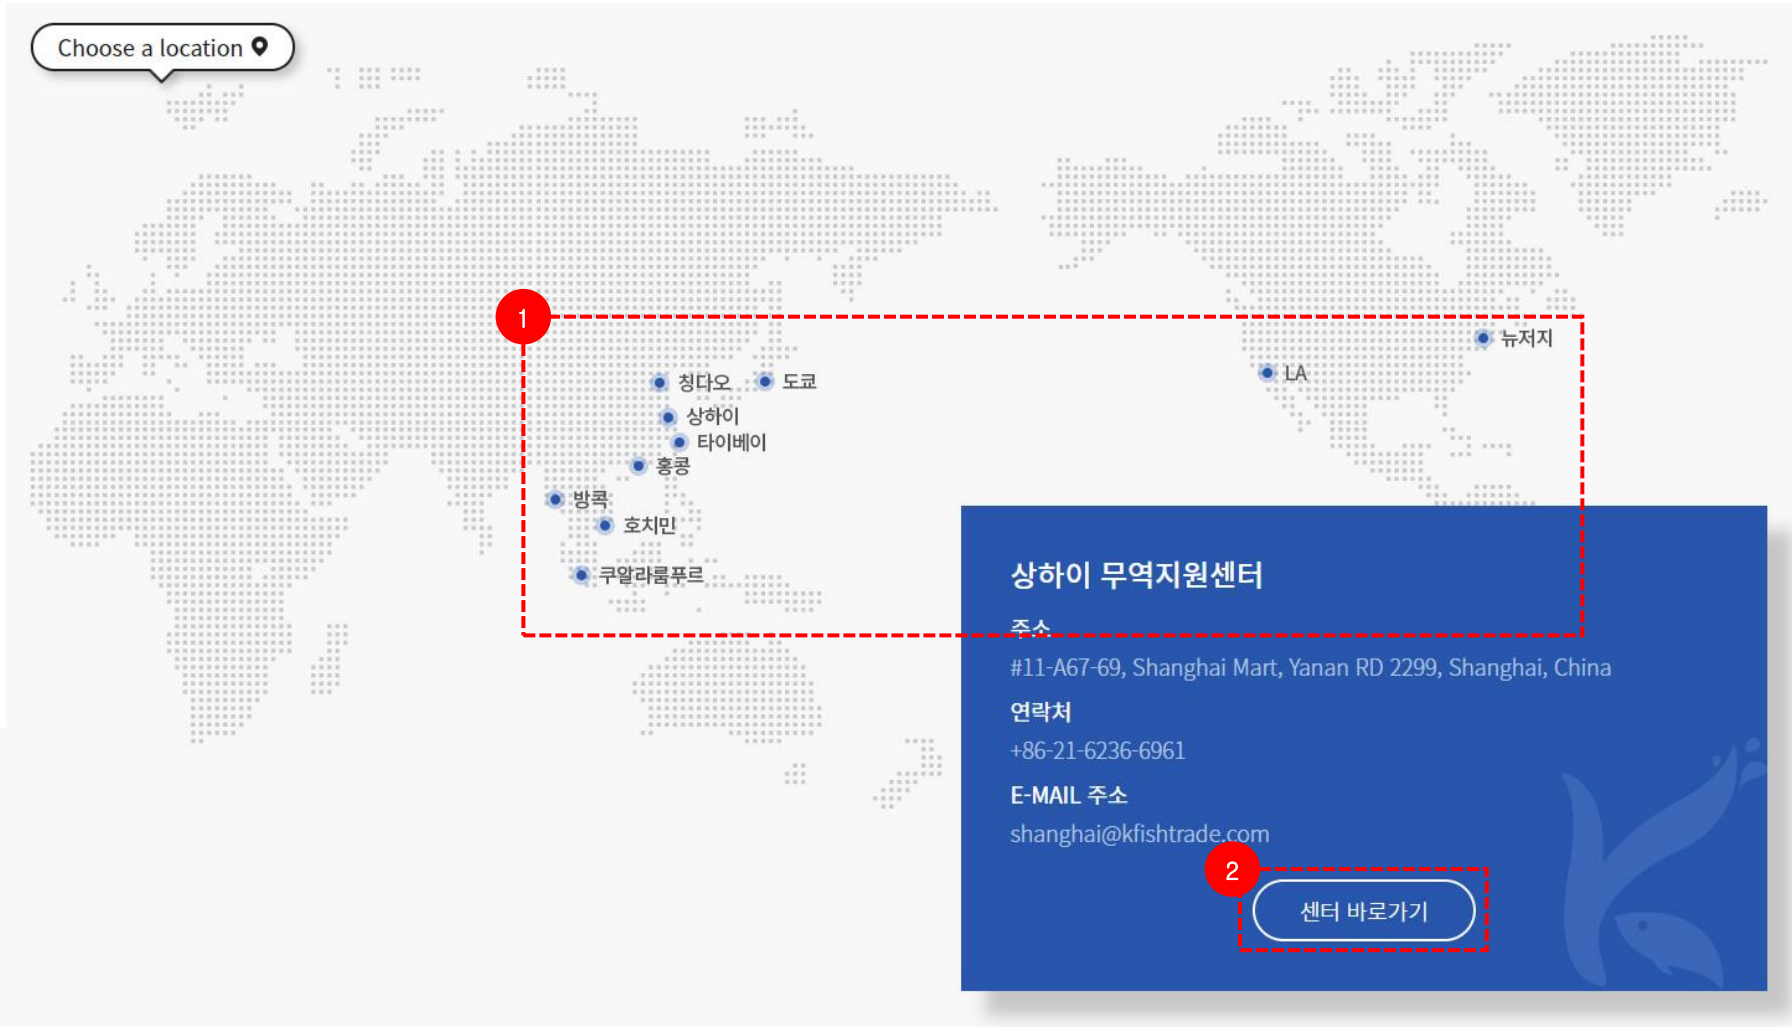 Choose a location
1
뉴저지
LA
칭다오
도쿄
상하이
타이베이
홍콩
방콕
호치민
쿠알라룸푸르
상하이 무역지원센터
주소
#11-A67-69, Shanghai Mart, Yanan RD 2299, Shanghai, China
연락처
+86-21-6236-6961
E-MAIL 주소
shanghai@kfishtrade.com
2
센터 바로가기